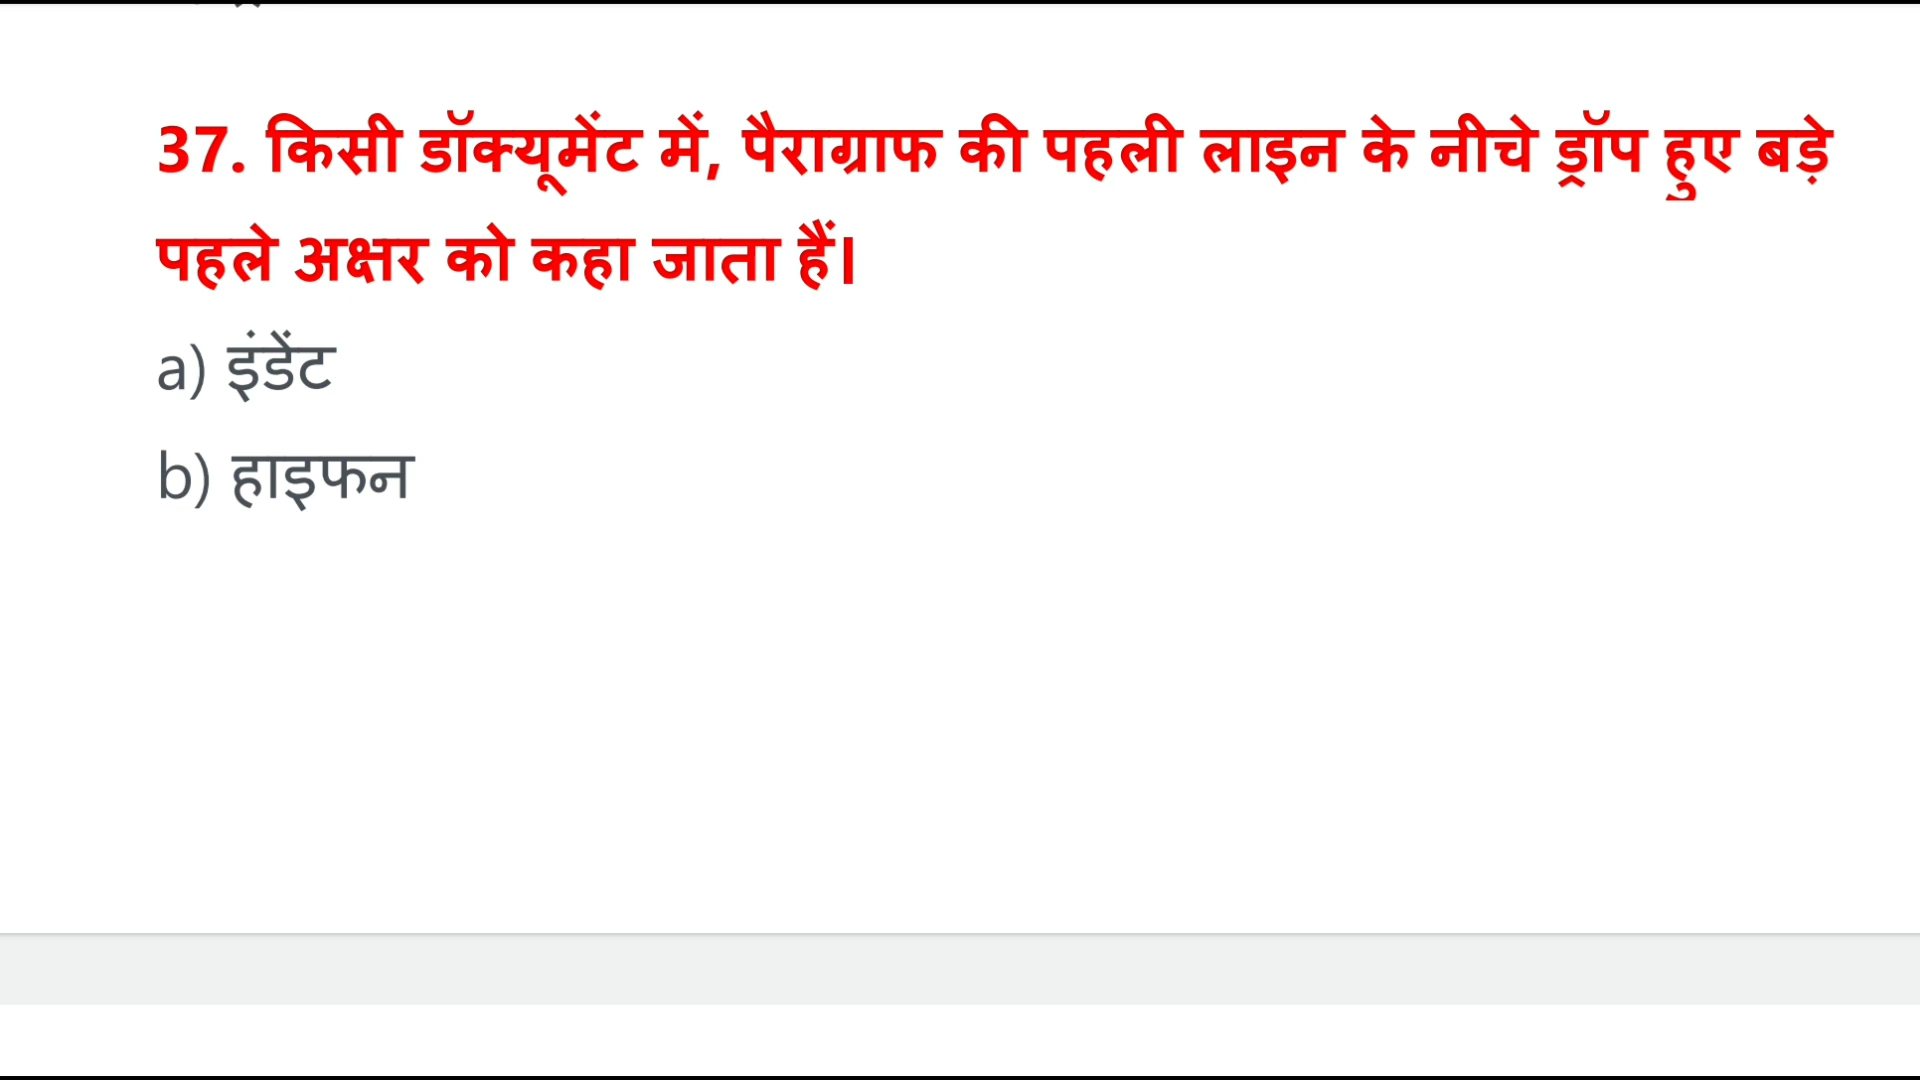 37. किसी डॉक्यूमेंट में, पैराग्राफ की पहली लाइन के नीचे ड्रॉप हुए बड़े
पहले अक्षर को कहा जाता हैं।
a) इंडेंट
b) हाइफन